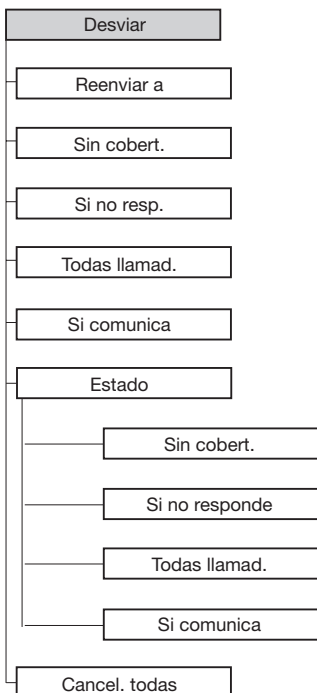 Desviar
Reenviar a
Sin cobert.
Si no resp.
Todas llamad.
Si comunica
Estado
Sin cobert.
Si no responde
Todas llamad.
Si comunica
Cancel. todas